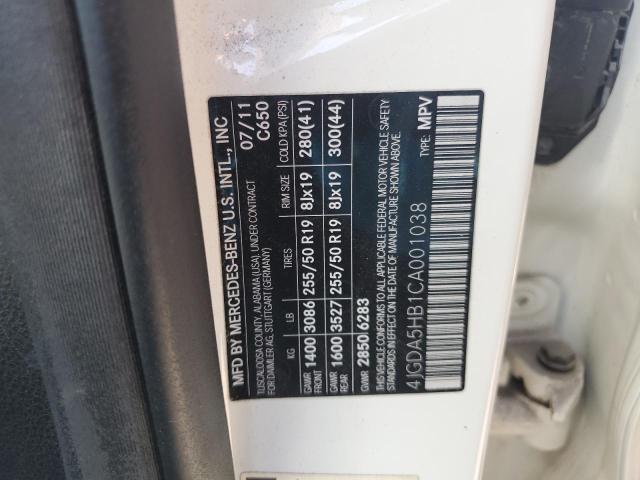 MFD BY MERCEDES-BENZ U.S. INTL., INC 07/11
TUSCALOOSA COUNTY, ALABAMA (USA), UNDER CONTRACT C650
FOR DAIMLER AG, STUTTGART (GERMANY)
KG LB TIRES RIM SIZE COLD KPA (PSI)
GAWR FRONT 1400 3086 255/50 R19 8Jx19 280(41)
GAWR REAR 1600 3527 255/50 R19 8Jx19 300(44)
GVWR 2850 6283
THIS VEHICLE CONFORMS TO ALL APPLICABLE FEDERAL MOTOR VEHICLE SAFETY
STANDARDS IN EFFECT ON THE DATE OF MANUFACTURE SHOWN ABOVE.
4JGDA5HB1CA001038 TYPE: MPV